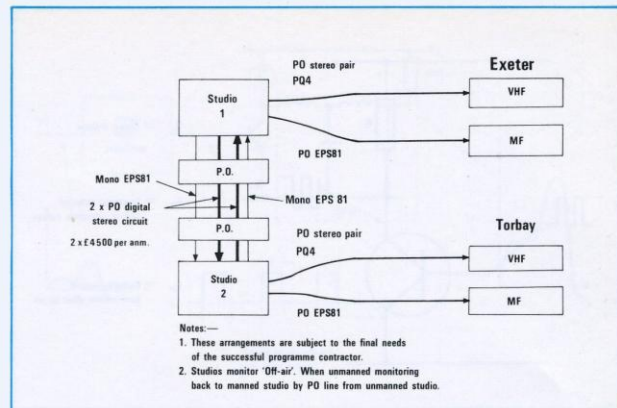 PO stereo pair
PQ4
Exeter
VHF
Studio
1
MF
PO EPS81
P.O.
Mono EPS81
Mono EPS 81
2 x PO digital
stereo circuit
2 x £4500 per anm.
P.O.
PO stereo pair
PQ4
Torbay
VHF
Studio
2
MF
PO EPS81
Notes:—
1. These arrangements are subject to the final needs
of the successful programme contractor.
2. Studios monitor 'Off-air'. When unmanned monitoring
back to manned studio by PO line from unmanned studio.